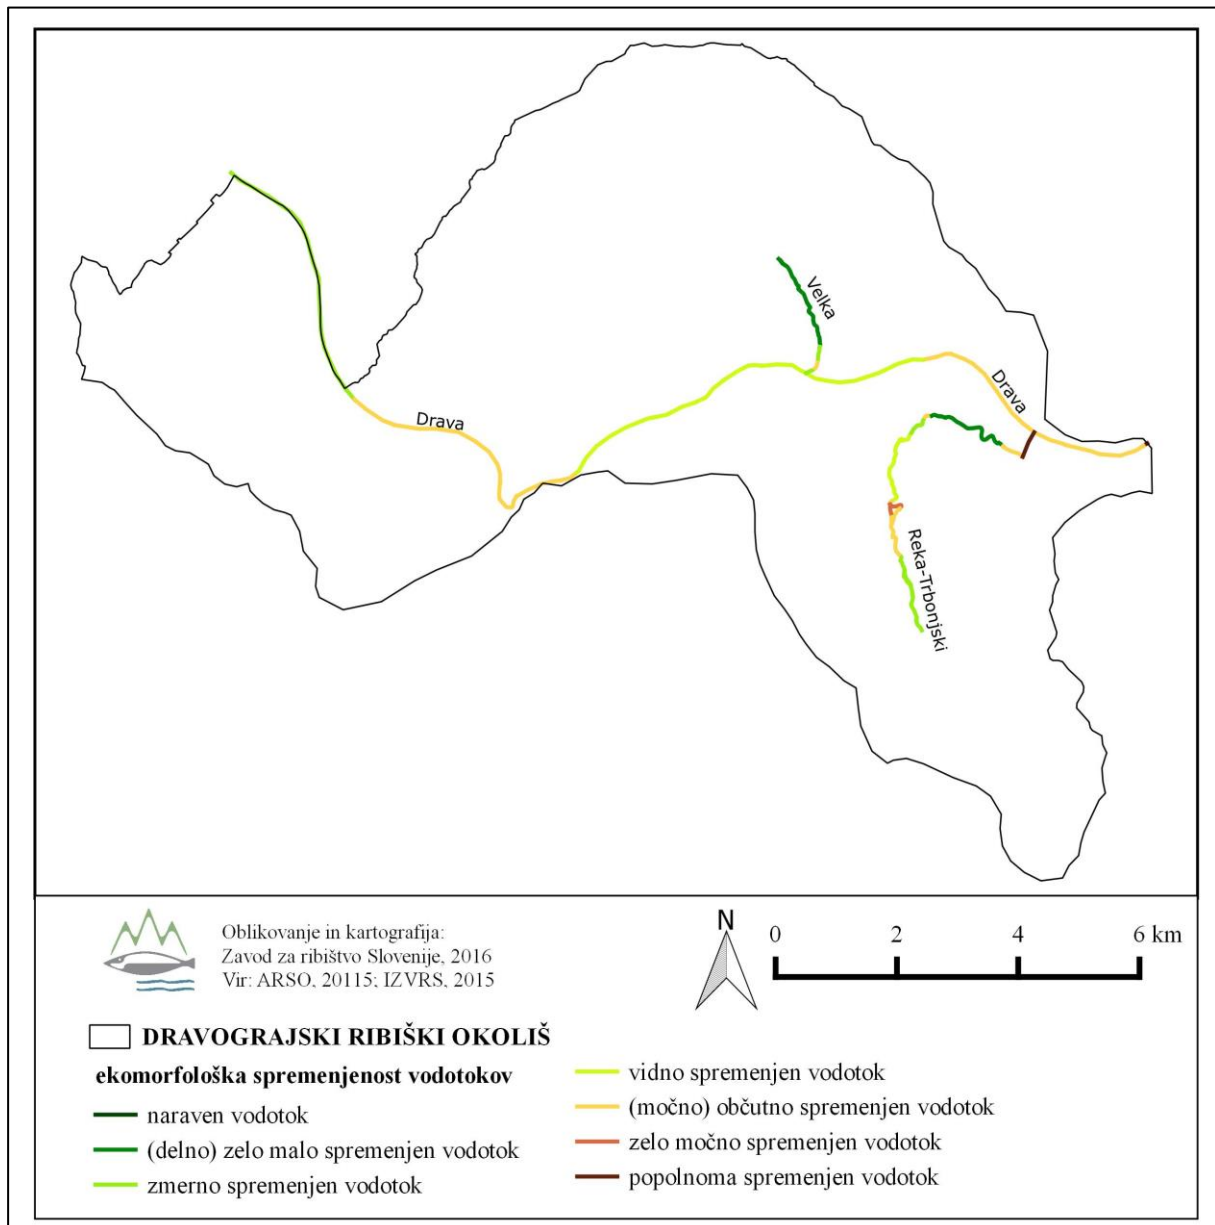 Velka
Drava
Drava
Reka-Trbonjski
Oblikovanje in kartografija:
Zavod za ribištvo Slovenije, 2016
Vir: ARSO, 20115; IZVRS, 2015
N
0 2 4 6 km
DRAVOGRAJSKI RIBIŠKI OKOLIŠ
ekomorfološka spremenjenost vodotokov
naraven vodotok
(delno) zelo malo spremenjen vodotok
zmerno spremenjen vodotok
vidno spremenjen vodotok
(močno) občutno spremenjen vodotok
zelo močno spremenjen vodotok
popolnoma spremenjen vodotok